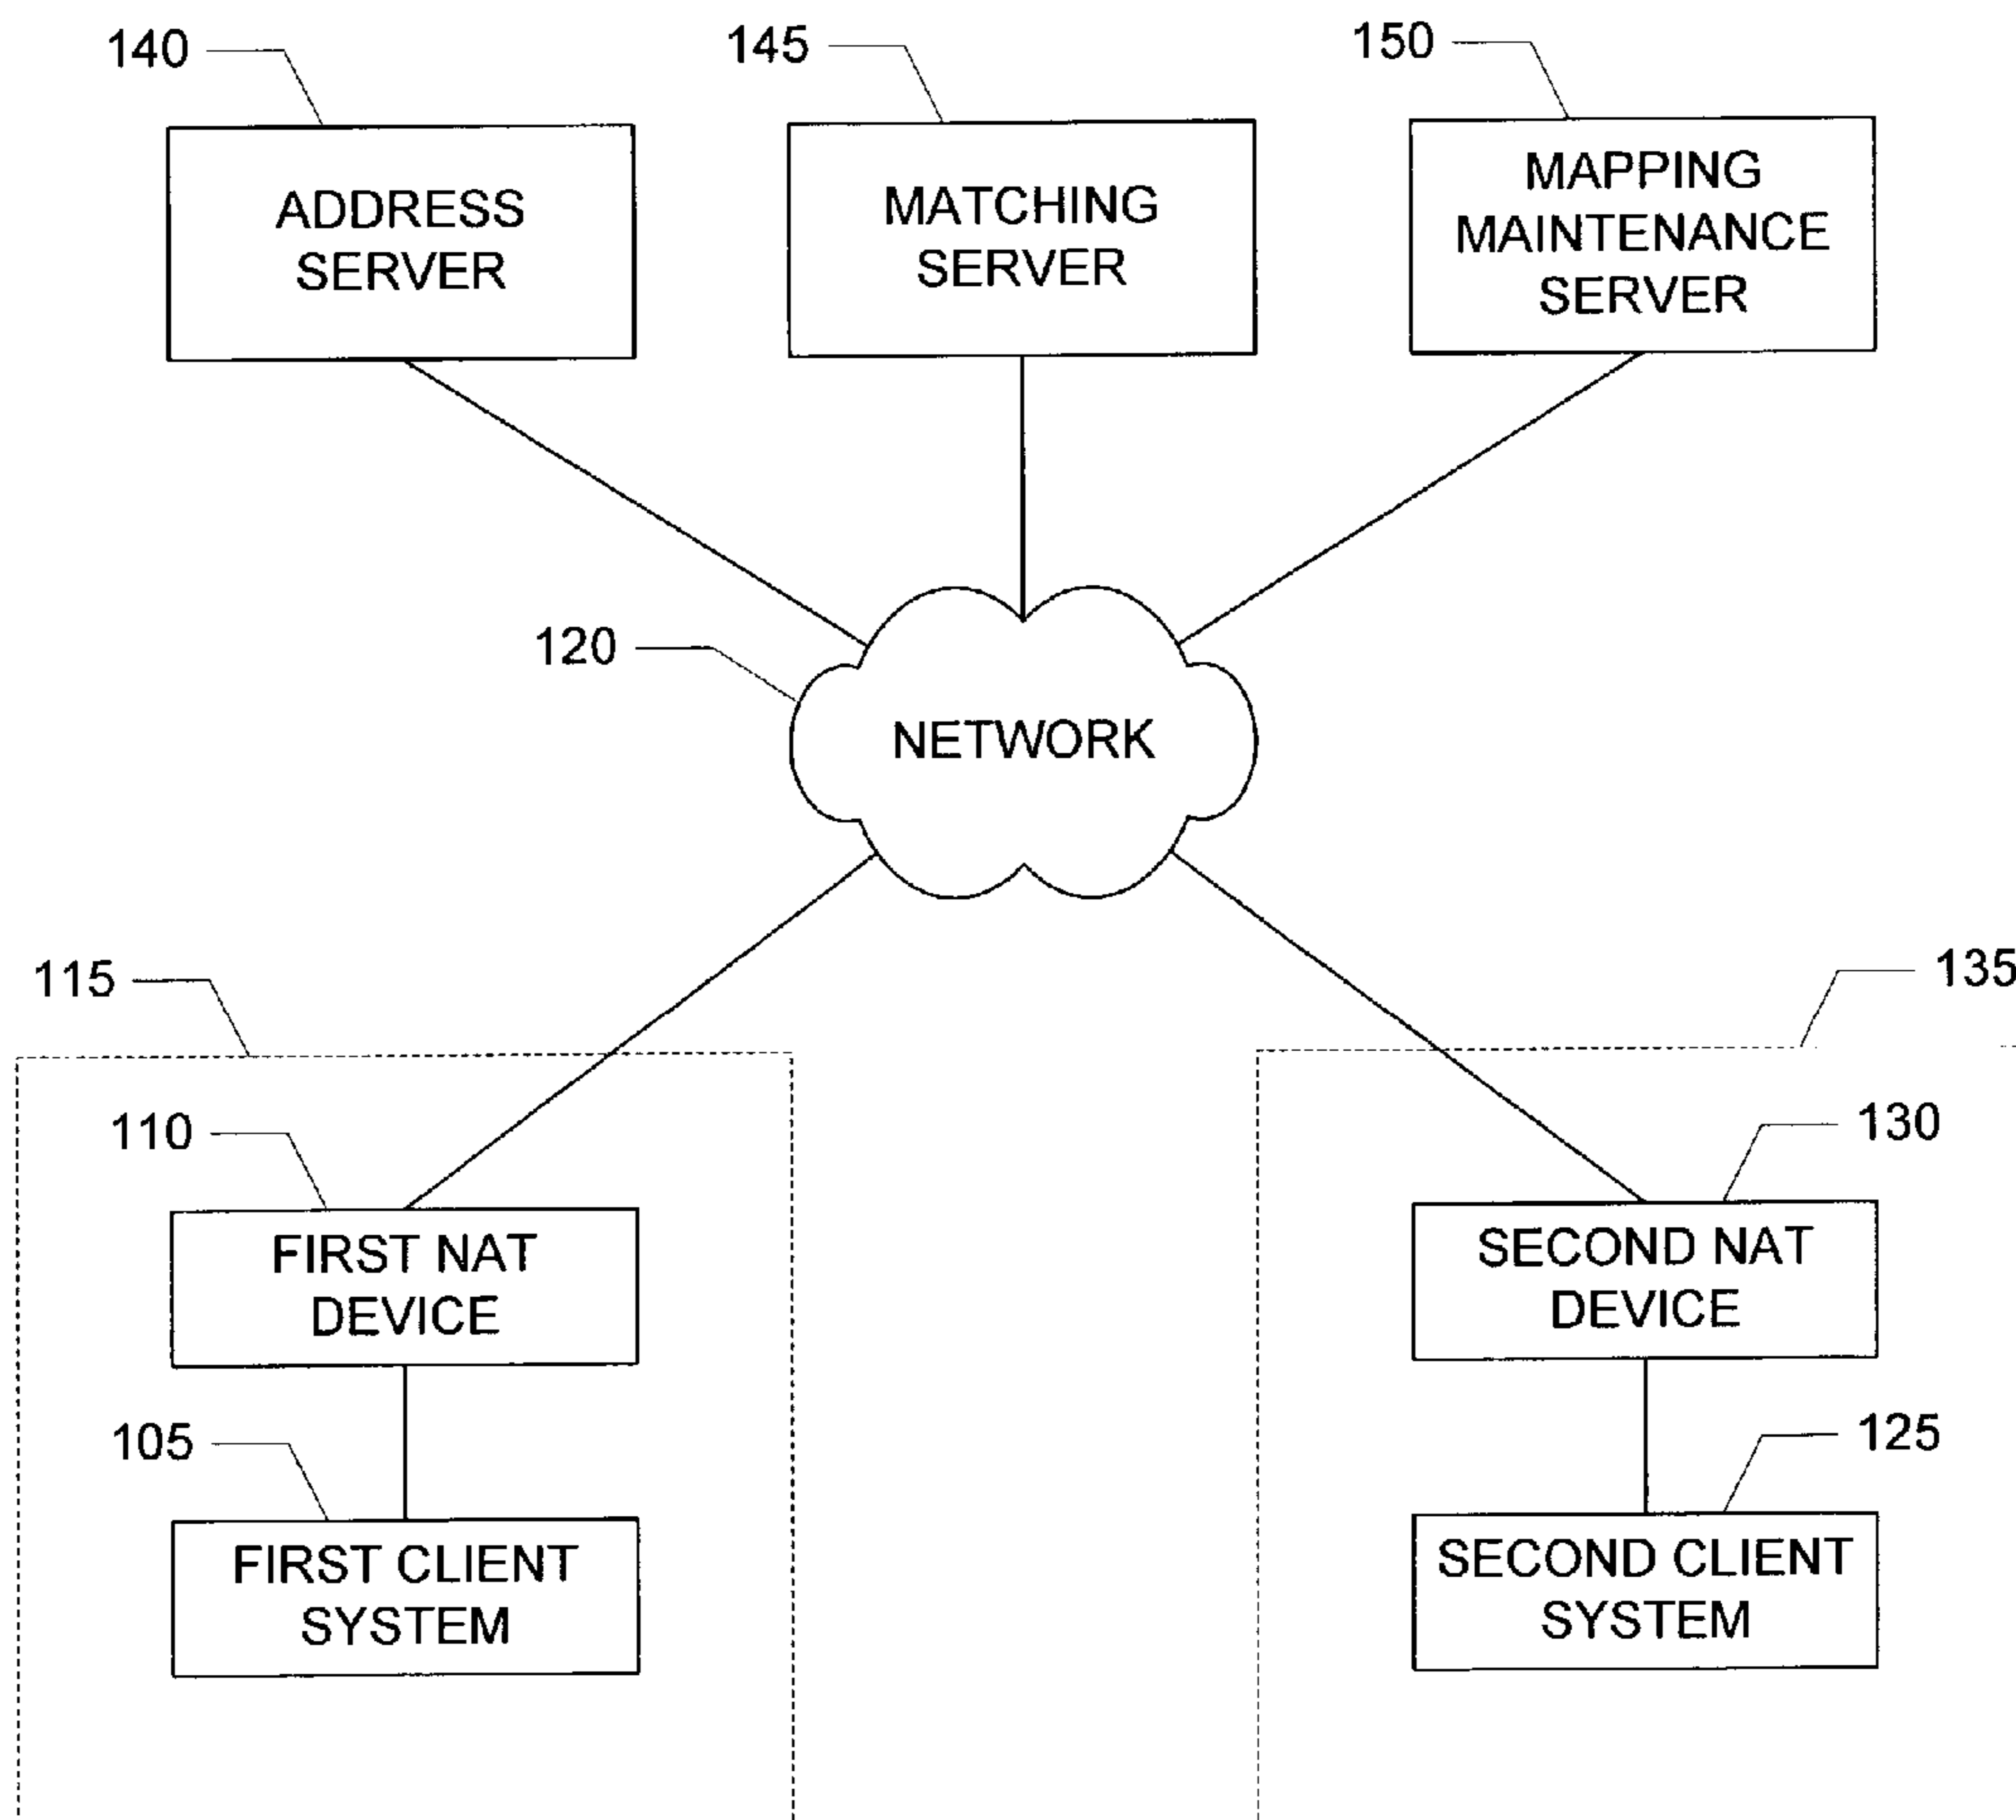 140
145
150
ADDRESS
SERVER
MATCHING
SERVER
MAPPING
MAINTENANCE
SERVER
120
NETWORK
115
135
110
130
FIRST NAT
DEVICE
SECOND NAT
DEVICE
105
125
FIRST CLIENT
SYSTEM
SECOND CLIENT
SYSTEM